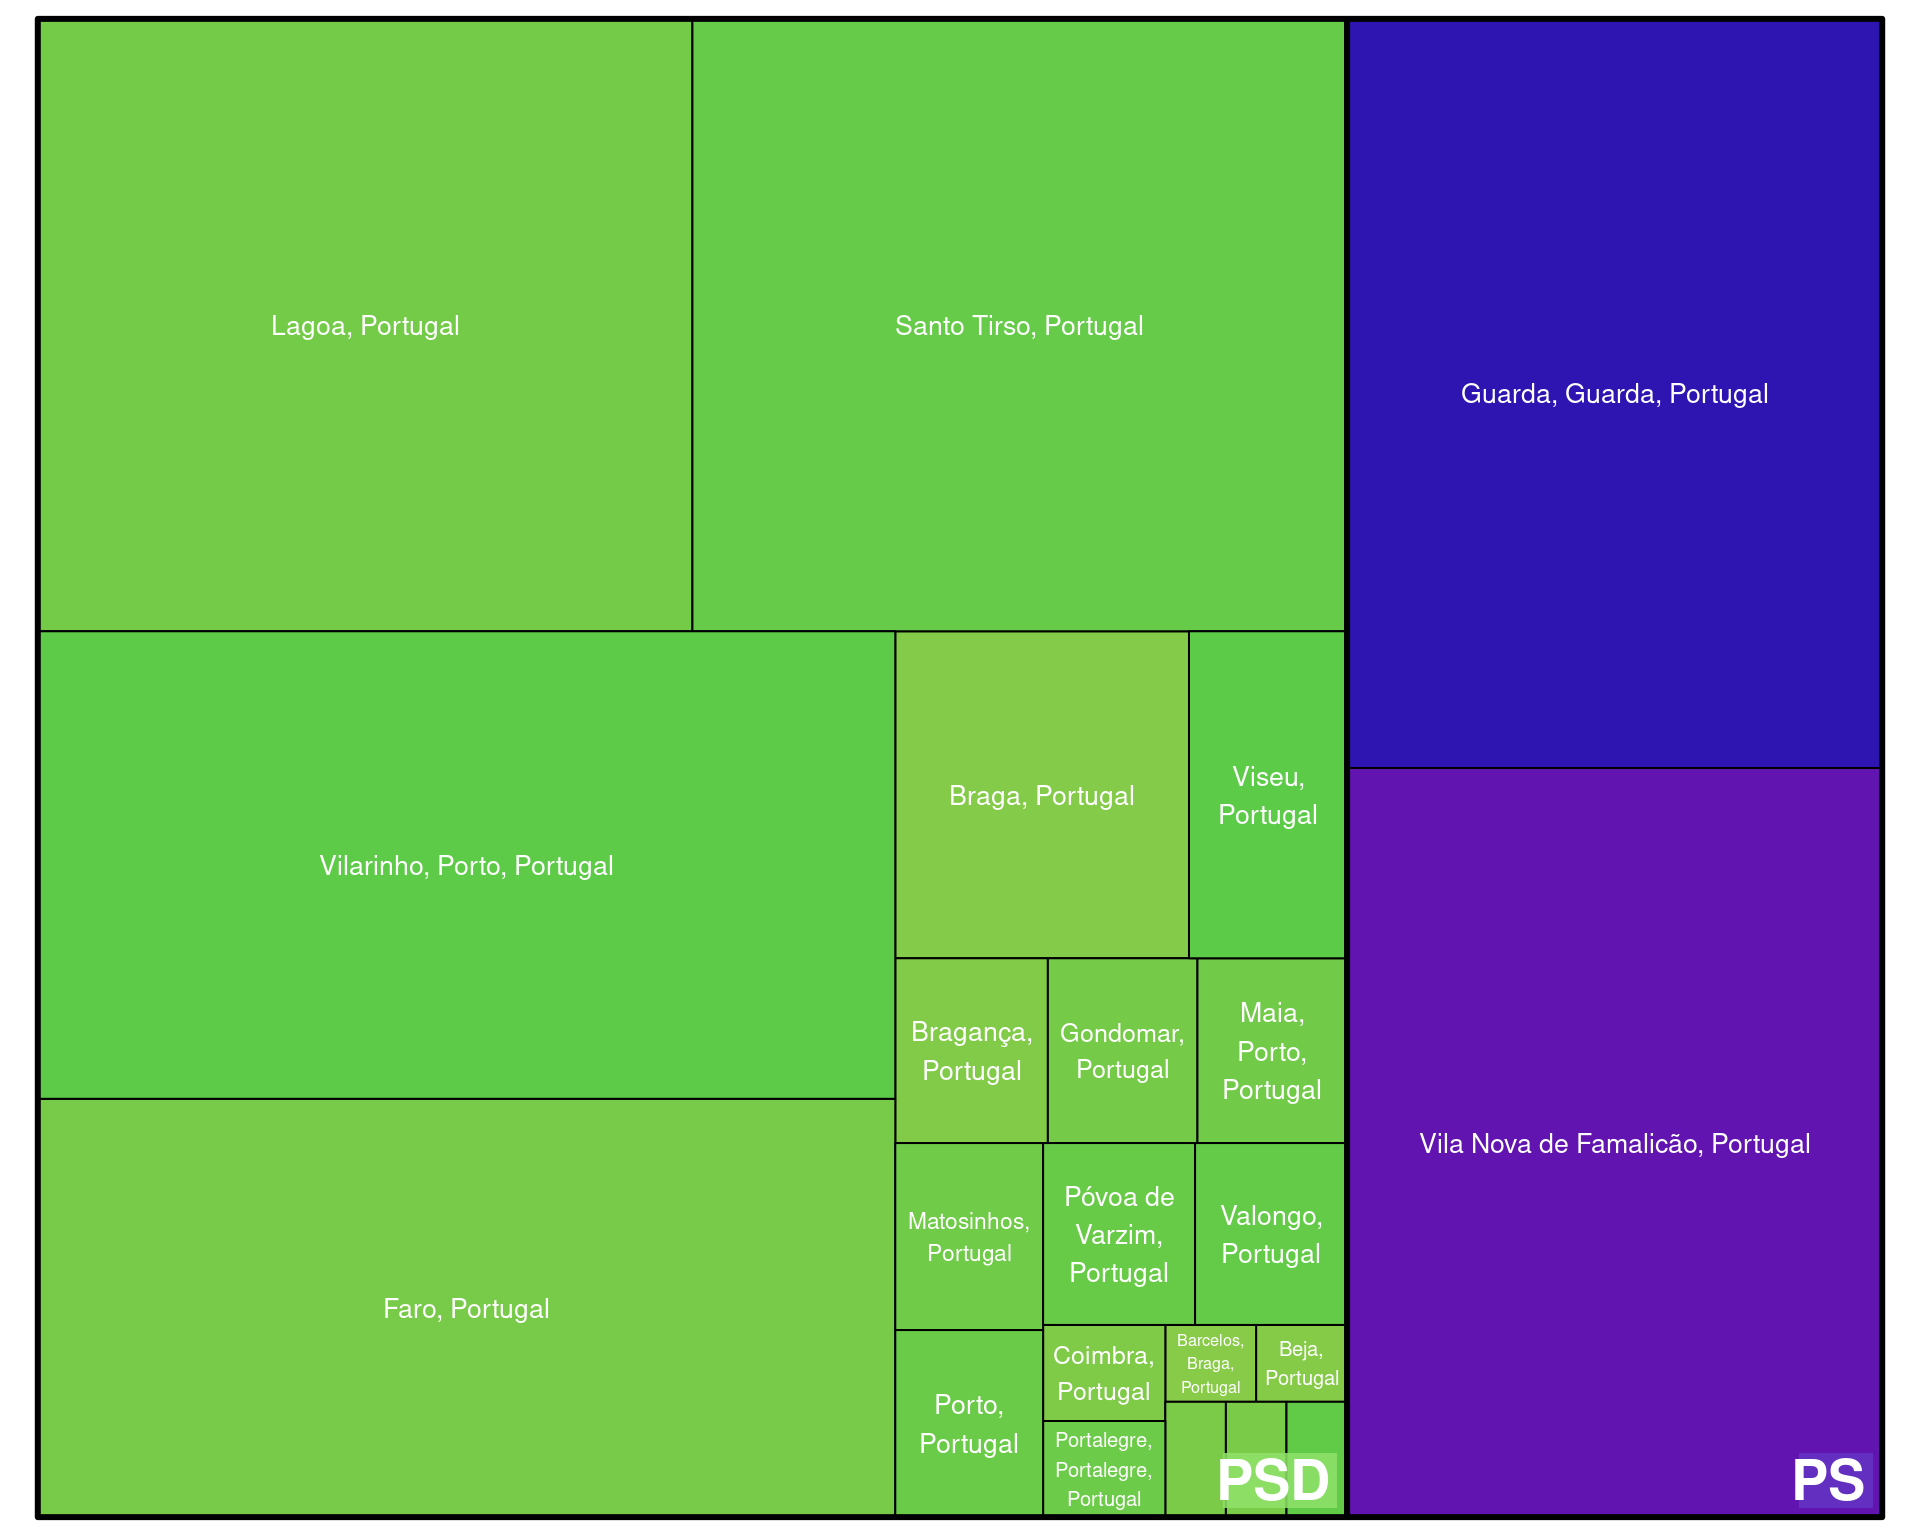 Lagoa, Portugal
Santo Tirso, Portugal
Guarda, Guarda, Portugal
Vilarinho, Porto, Portugal
Braga, Portugal
Viseu,
Portugal
Bragança,
Portugal
Gondomar,
Portugal
Maia,
Porto,
Portugal
Vila Nova de Famalicão, Portugal
Matosinhos,
Portugal
Póvoa de
Varzim,
Portugal
Valongo,
Portugal
Faro, Portugal
Porto,
Portugal
Coimbra,
Portugal
Barcelos,
Braga,
Portugal
Beja,
Portugal
Portalegre,
Portalegre,
Portugal
PSD
PS